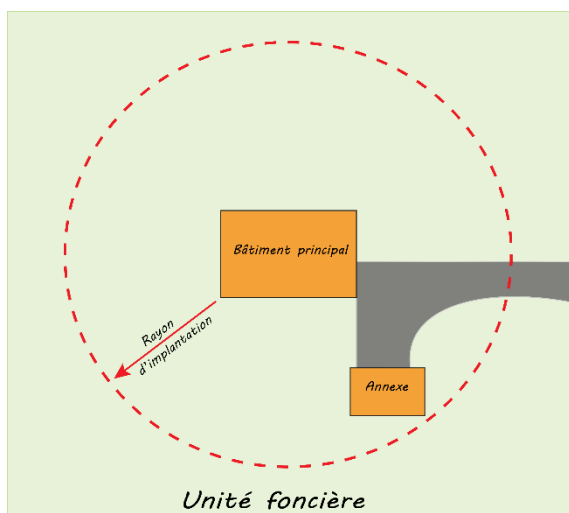 Bâtiment principal
Rayon
d'implantation
Annexe
Unité foncière